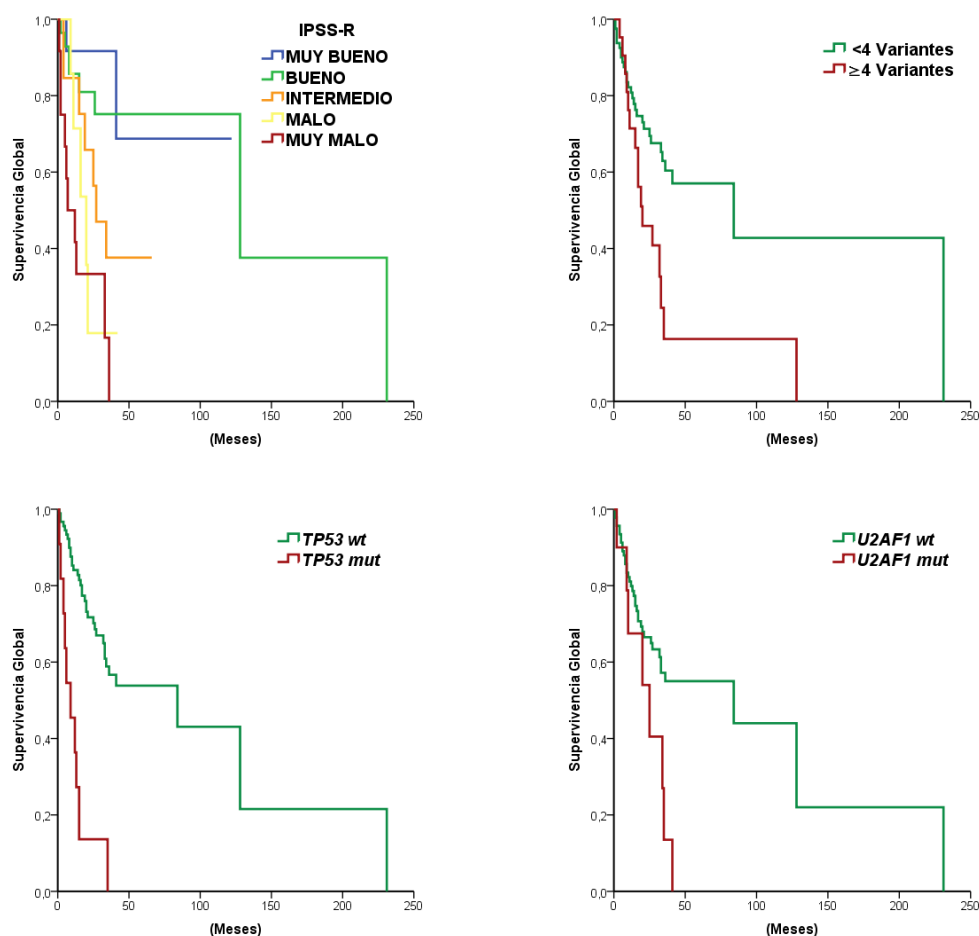 IPSS-R
MUY BUENO
BUENO
INTERMEDIO
MALO
MUY MALO
Supervivencia Global
1,0
0,8
0,6
0,4
0,2
0,0
0 50 100 150 200 250
(Meses)
<4 Variantes
≥4 Variantes
Supervivencia Global
1,0
0,8
0,6
0,4
0,2
0,0
0 50 100 150 200 250
(Meses)
TP53 wt
TP53 mut
Supervivencia Global
1,0
0,8
0,6
0,4
0,2
0,0
0 50 100 150 200 250
(Meses)
U2AF1 wt
U2AF1 mut
Supervivencia Global
1,0
0,8
0,6
0,4
0,2
0,0
0 50 100 150 200 250
(Meses)